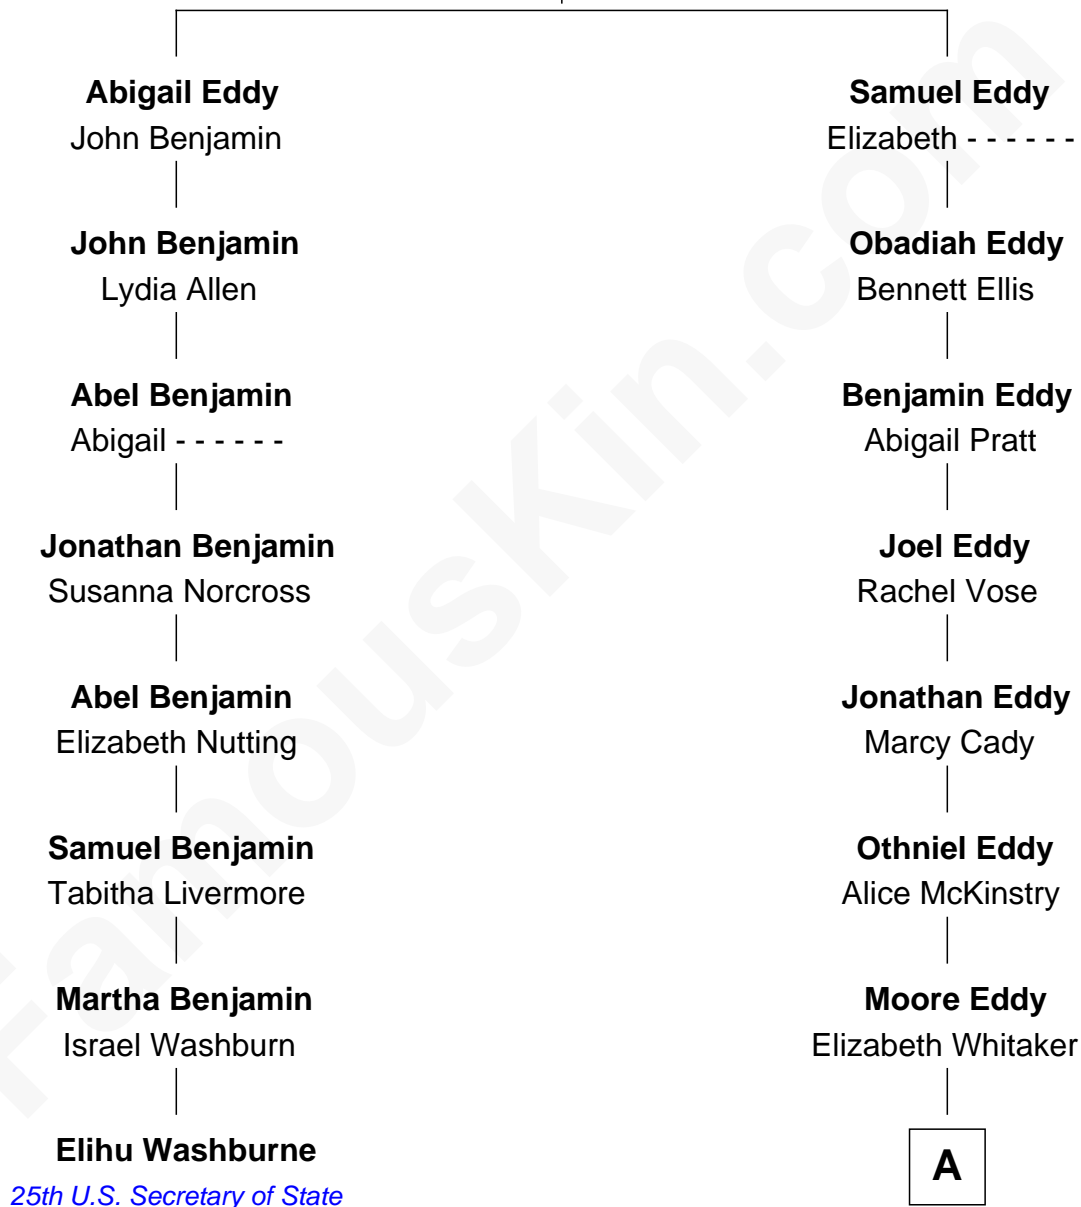 Abigail Eddy
John Benjamin
John Benjamin
Lydia Allen
Abel Benjamin
Abigail - - - - - -
Jonathan Benjamin
Susanna Norcross
Abel Benjamin
Elizabeth Nutting
Samuel Benjamin
Tabitha Livermore
Martha Benjamin
Israel Washburn
Elihu Washburne
25th U.S. Secretary of State
Samuel Eddy
Elizabeth - - - - - -
Obadiah Eddy
Bennett Ellis
Benjamin Eddy
Abigail Pratt
Joel Eddy
Rachel Vose
Jonathan Eddy
Marcy Cady
Othniel Eddy
Alice McKinstry
Moore Eddy
Elizabeth Whitaker
A
FamousKin.com